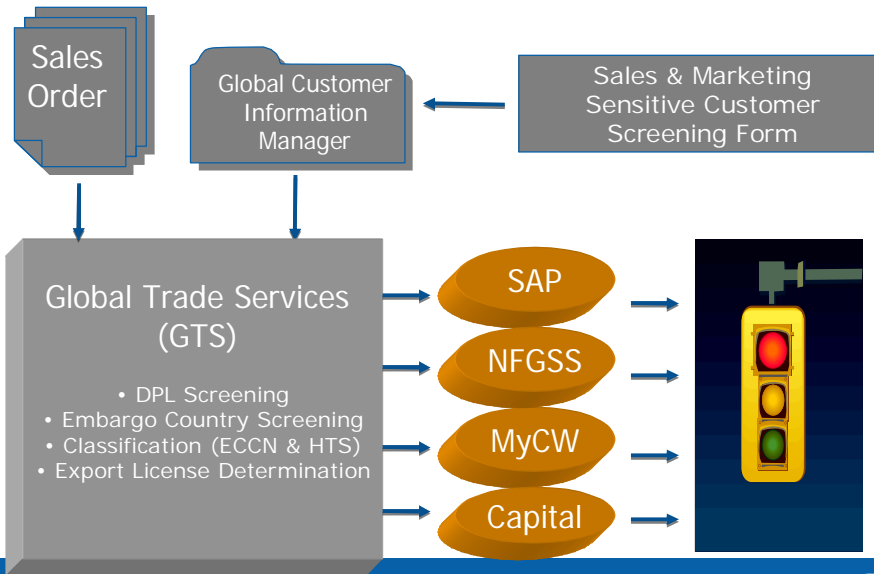 Sales
Order
Global Customer
Information
Manager
Sales & Marketing
Sensitive Customer
Screening Form
Global Trade Services
(GTS)
• DPL Screening
• Embargo Country Screening
• Classification (ECCN & HTS)
• Export License Determination
SAP
NFGSS
MyCW
Capital